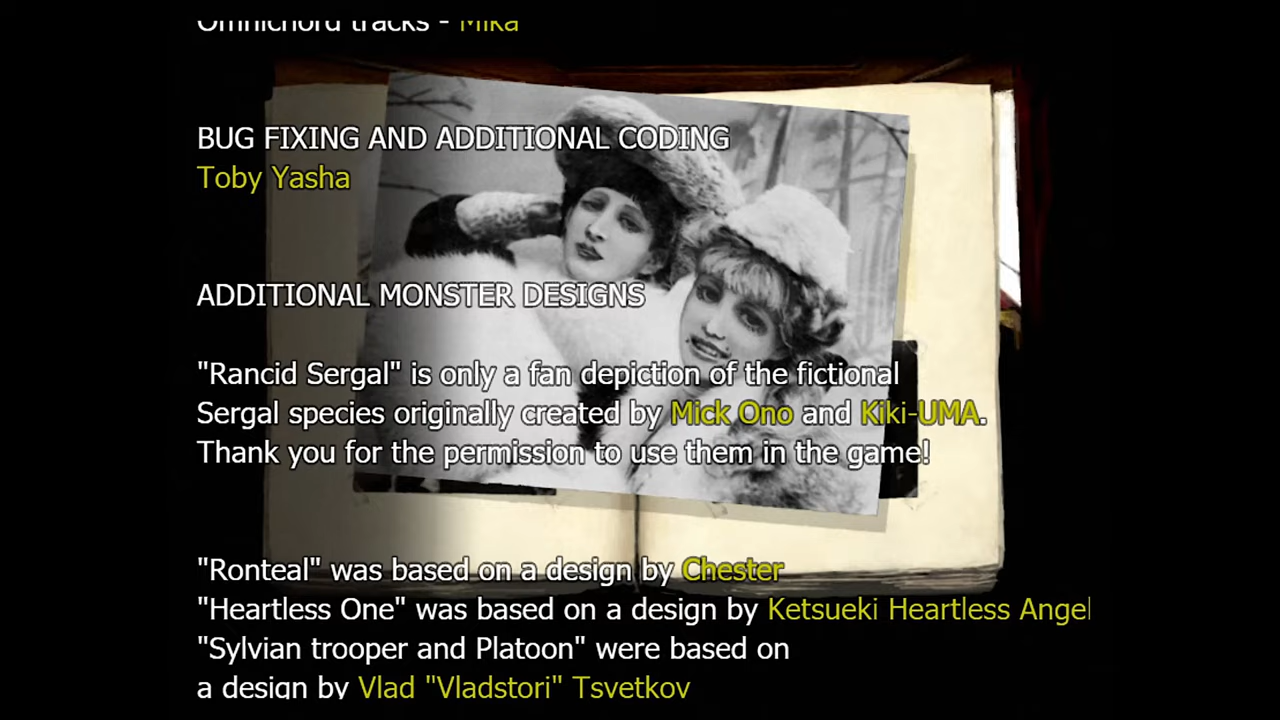 Omnichord tracks - Mika
BUG FIXING AND ADDITIONAL CODING
Toby Yasha
ADDITIONAL MONSTER DESIGNS
"Rancid Sergal" is only a fan depiction of the fictional
Sergal species originally created by Mick Ono and Kiki-UMA.
Thank you for the permission to use them in the game!
"Ronteal" was based on a design by Chester
"Heartless One" was based on a design by Ketsueki Heartless Angel
"Sylvian trooper and Platoon" were based on
a design by Vlad "Vladstori" Tsvetkov